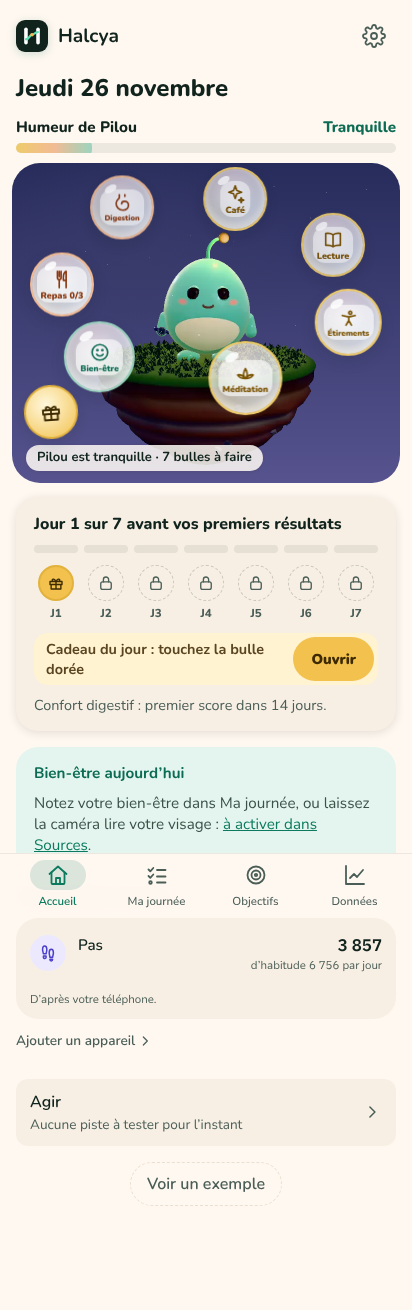 Halcya
Jeudi 26 novembre
Humeur de Pilou
Tranquille
Digestion
Café
Lecture
Repas 0/3
Étirements
Bien-être
Méditation
Pilou est tranquille · 7 bulles à faire
Jour 1 sur 7 avant vos premiers résultats
J1 J2 J3 J4 J5 J6 J7
Cadeau du jour : touchez la bulle
dorée
Ouvrir
Confort digestif : premier score dans 14 jours.
Bien-être aujourd’hui
Notez votre bien-être dans Ma journée, ou laissez
la caméra lire votre visage : à activer dans
Sources.
Accueil
Ma journée
Objectifs
Données
Pas
3 857
d’habitude 6 756 par jour
D’après votre téléphone.
Ajouter un appareil
Agir
Aucune piste à tester pour l’instant
Voir un exemple